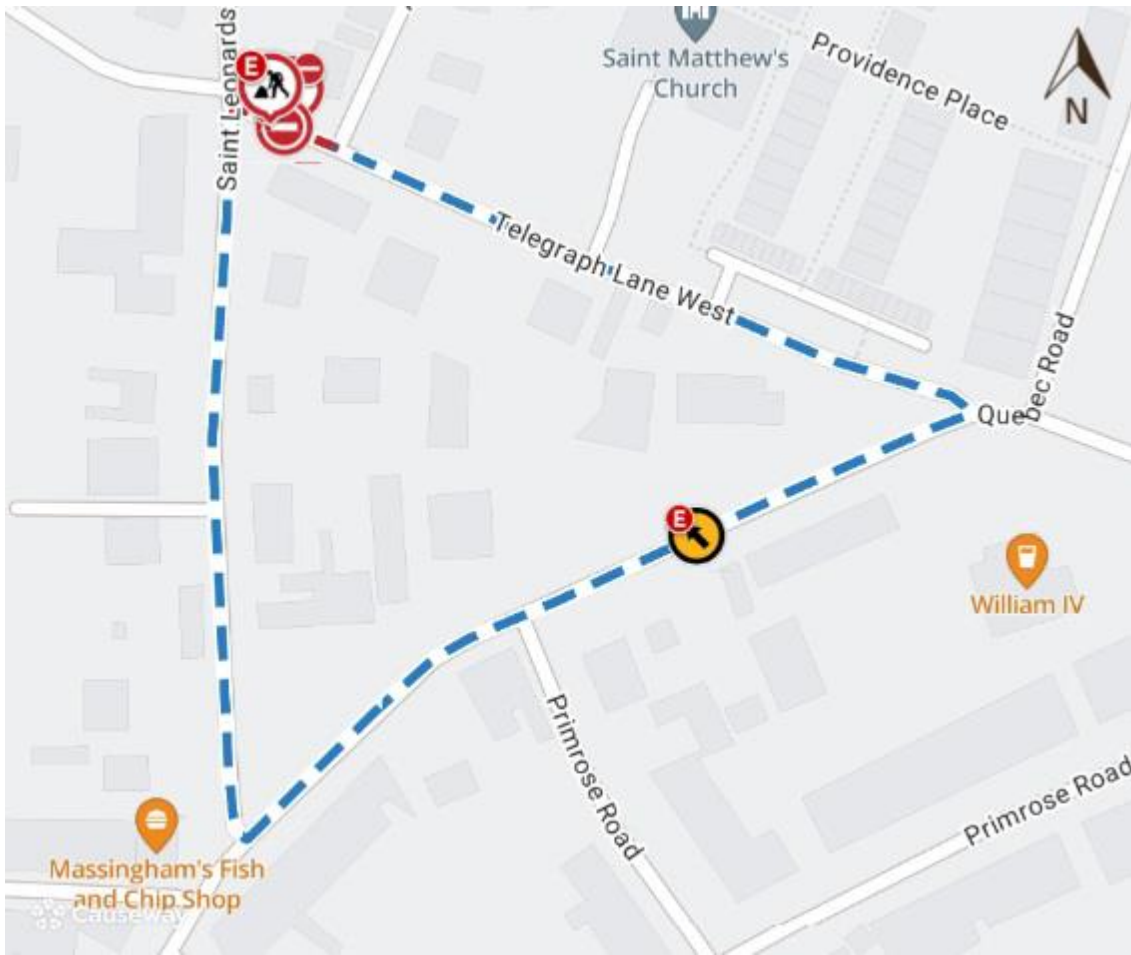 Saint Matthew's
Church
Providence Place
N
E
Saint Leonards
Telegraph Lane West
Quebec Road
Que
E
William IV
Primrose Road
Primrose Road
Massingham's Fish
and Chip Shop
Causeway